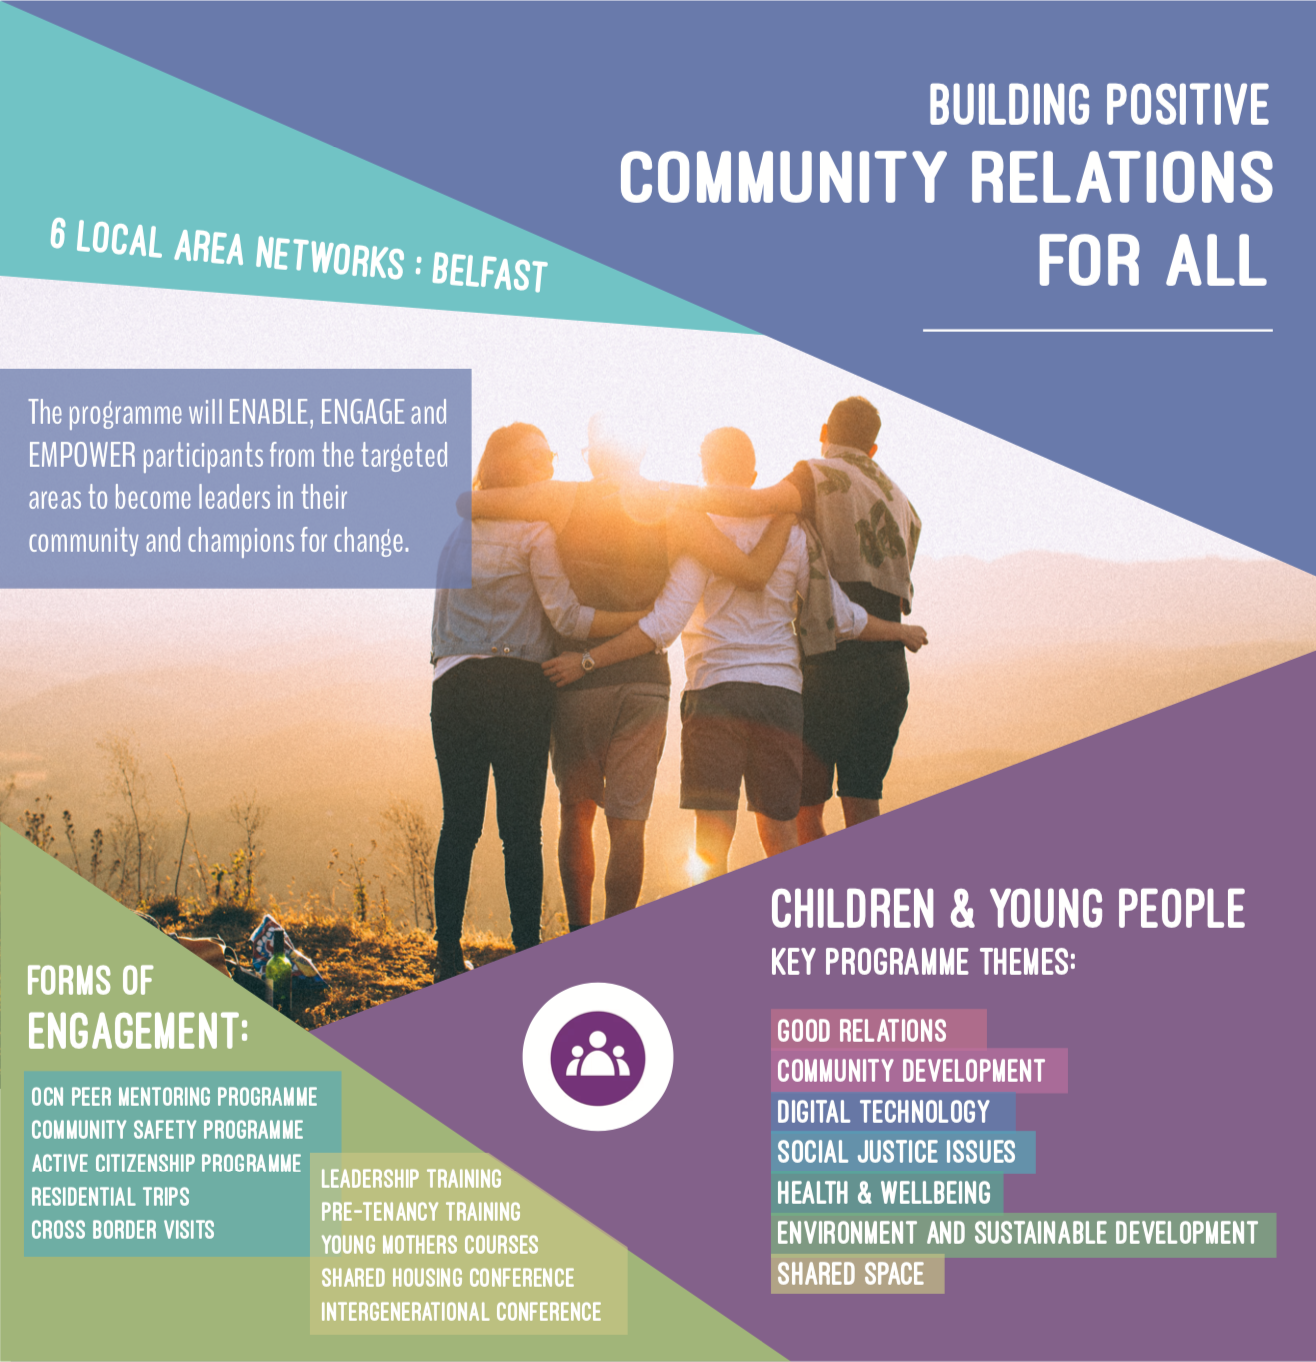 BUILDING POSITIVE
COMMUNITY RELATIONS
FOR ALL
6 LOCAL AREA NETWORKS : BELFAST
The programme will ENABLE, ENGAGE and
EMPOWER participants from the targeted
areas to become leaders in their
community and champions for change.
FORMS OF
ENGAGEMENT:
OCN PEER MENTORING PROGRAMME
COMMUNITY SAFETY PROGRAMME
ACTIVE CITIZENSHIP PROGRAMME
RESIDENTIAL TRIPS
CROSS BORDER VISITS
LEADERSHIP TRAINING
PRE-TENANCY TRAINING
YOUNG MOTHERS COURSES
SHARED HOUSING CONFERENCE
INTERGENERATIONAL CONFERENCE
CHILDREN & YOUNG PEOPLE
KEY PROGRAMME THEMES:
GOOD RELATIONS
COMMUNITY DEVELOPMENT
DIGITAL TECHNOLOGY
SOCIAL JUSTICE ISSUES
HEALTH & WELLBEING
ENVIRONMENT AND SUSTAINABLE DEVELOPMENT
SHARED SPACE